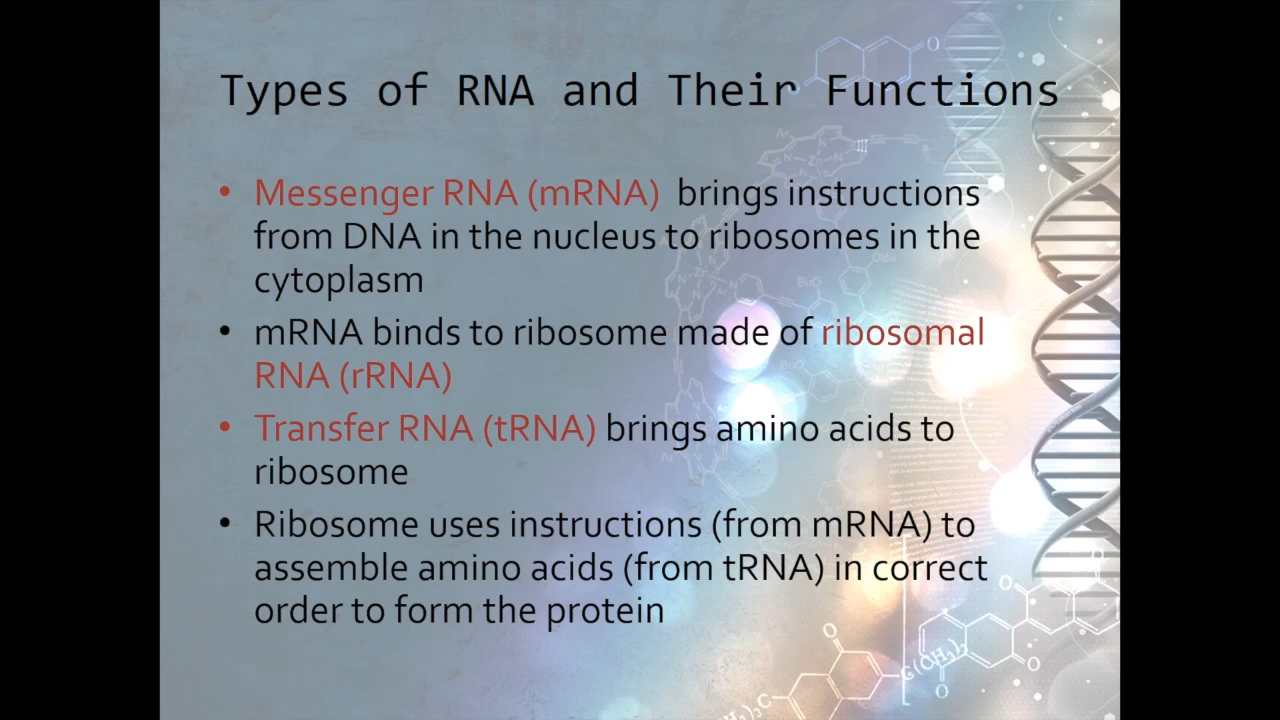 Types of RNA and Their Functions
• Messenger RNA (mRNA) brings instructions
from DNA in the nucleus to ribosomes in the
cytoplasm
• mRNA binds to ribosome made of ribosomal
RNA (rRNA)
• Transfer RNA (tRNA) brings amino acids to
ribosome
• Ribosome uses instructions (from mRNA) to
assemble amino acids (from tRNA) in correct
order to form the protein